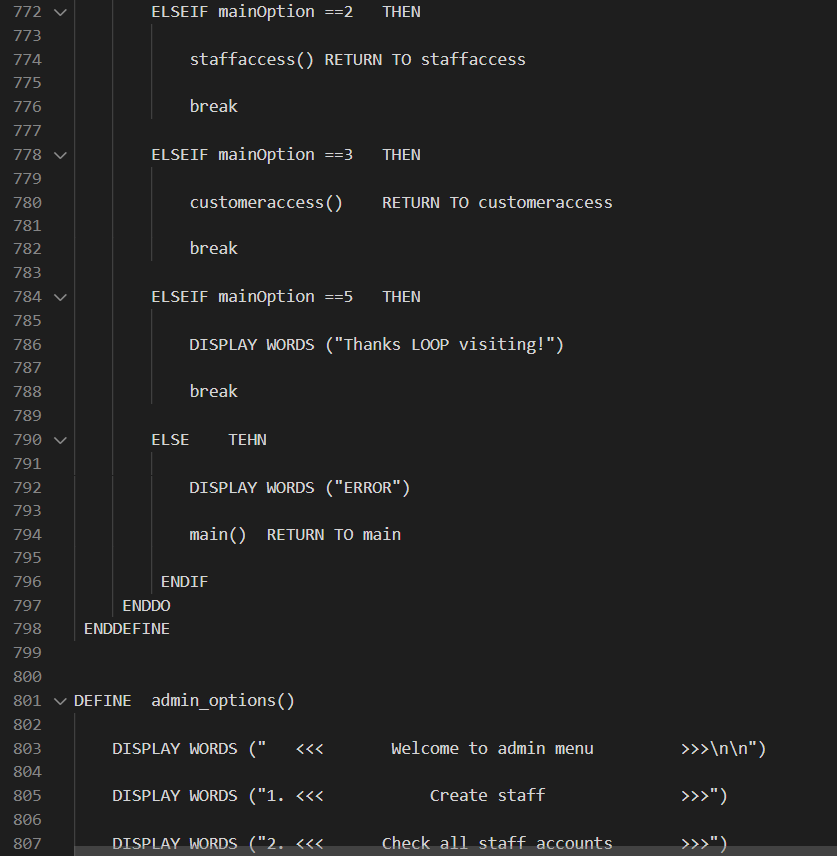 772 ELSEIF mainOption ==2 THEN
773
774 staffaccess() RETURN TO staffaccess
775
776 break
777
778 ELSEIF mainOption ==3 THEN
779
780 customeraccess() RETURN TO customeraccess
781
782 break
783
784 ELSEIF mainOption ==5 THEN
785
786 DISPLAY WORDS ("Thanks LOOP visiting!")
787
788 break
789
790 ELSE TEHN
791
792 DISPLAY WORDS ("ERROR")
793
794 main() RETURN TO main
795
796 ENDIF
797 ENDDO
798 ENDDEFINE
799
800
801 DEFINE admin_options()
802
803 DISPLAY WORDS (" <<< Welcome to admin menu >>>\n\n")
804
805 DISPLAY WORDS ("1. <<< Create staff >>>")
806
807 DISPLAY WORDS ("2. <<< Check all staff accounts >>>")